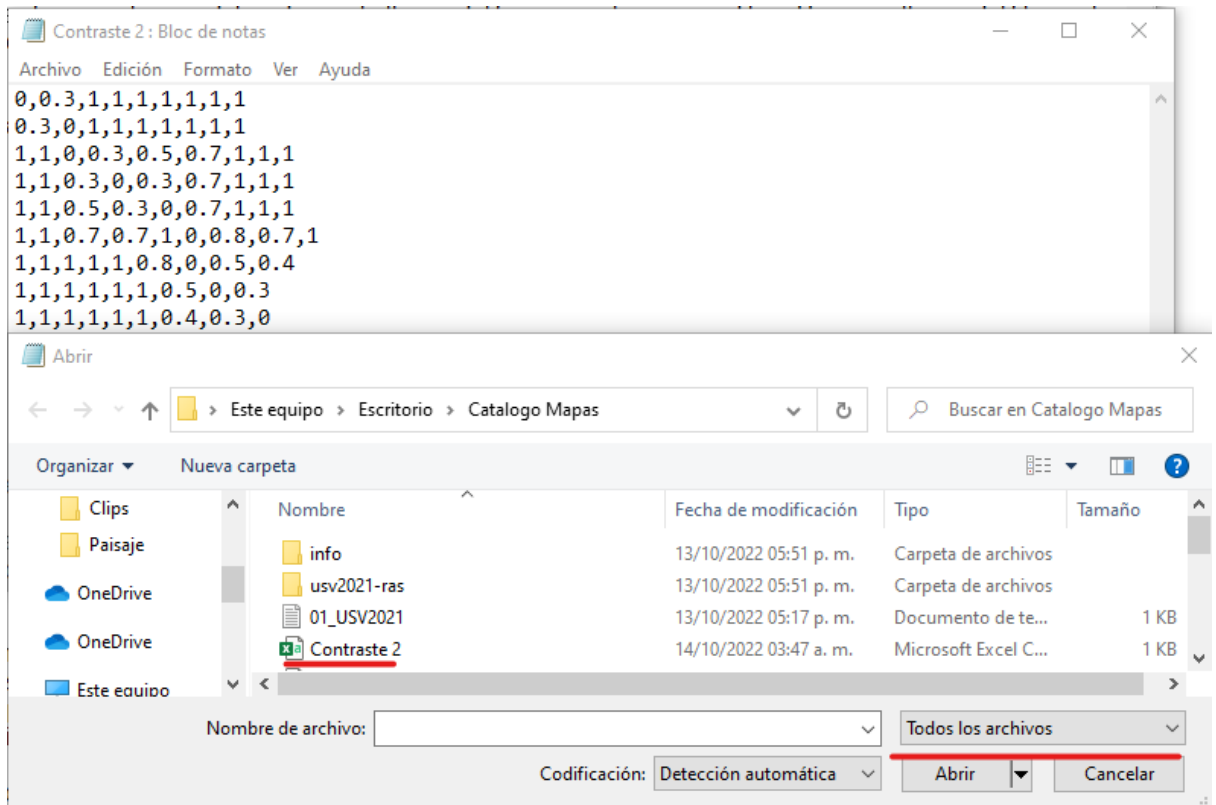 Contraste 2 : Bloc de notas
Archivo Edición Formato Ver Ayuda
0,0.3,1,1,1,1,1,1,1
0.3,0,1,1,1,1,1,1,1
1,1,0,0.3,0.5,0.7,1,1,1
1,1,0.3,0,0.3,0.7,1,1,1
1,1,0.5,0.3,0,0.7,1,1,1
1,1,0.7,0.7,1,0,0.8,0.7,1
1,1,1,1,1,0.8,0,0.5,0.4
1,1,1,1,1,1,0.5,0,0.3
1,1,1,1,1,1,0.4,0.3,0
Abrir
Este equipo › Escritorio › Catalogo Mapas
Buscar en Catalogo Mapas
Organizar Nueva carpeta
Clips
Paisaje
OneDrive
OneDrive
Este equipo
Nombre Fecha de modificación Tipo Tamaño
info 13/10/2022 05:51 p. m. Carpeta de archivos
usv2021-ras 13/10/2022 05:51 p. m. Carpeta de archivos
01_USV2021 13/10/2022 05:17 p. m. Documento de te... 1 KB
Contraste 2 14/10/2022 03:47 a. m. Microsoft Excel C... 1 KB
Nombre de archivo: Todos los archivos
Codificación: Detección automática Abrir Cancelar